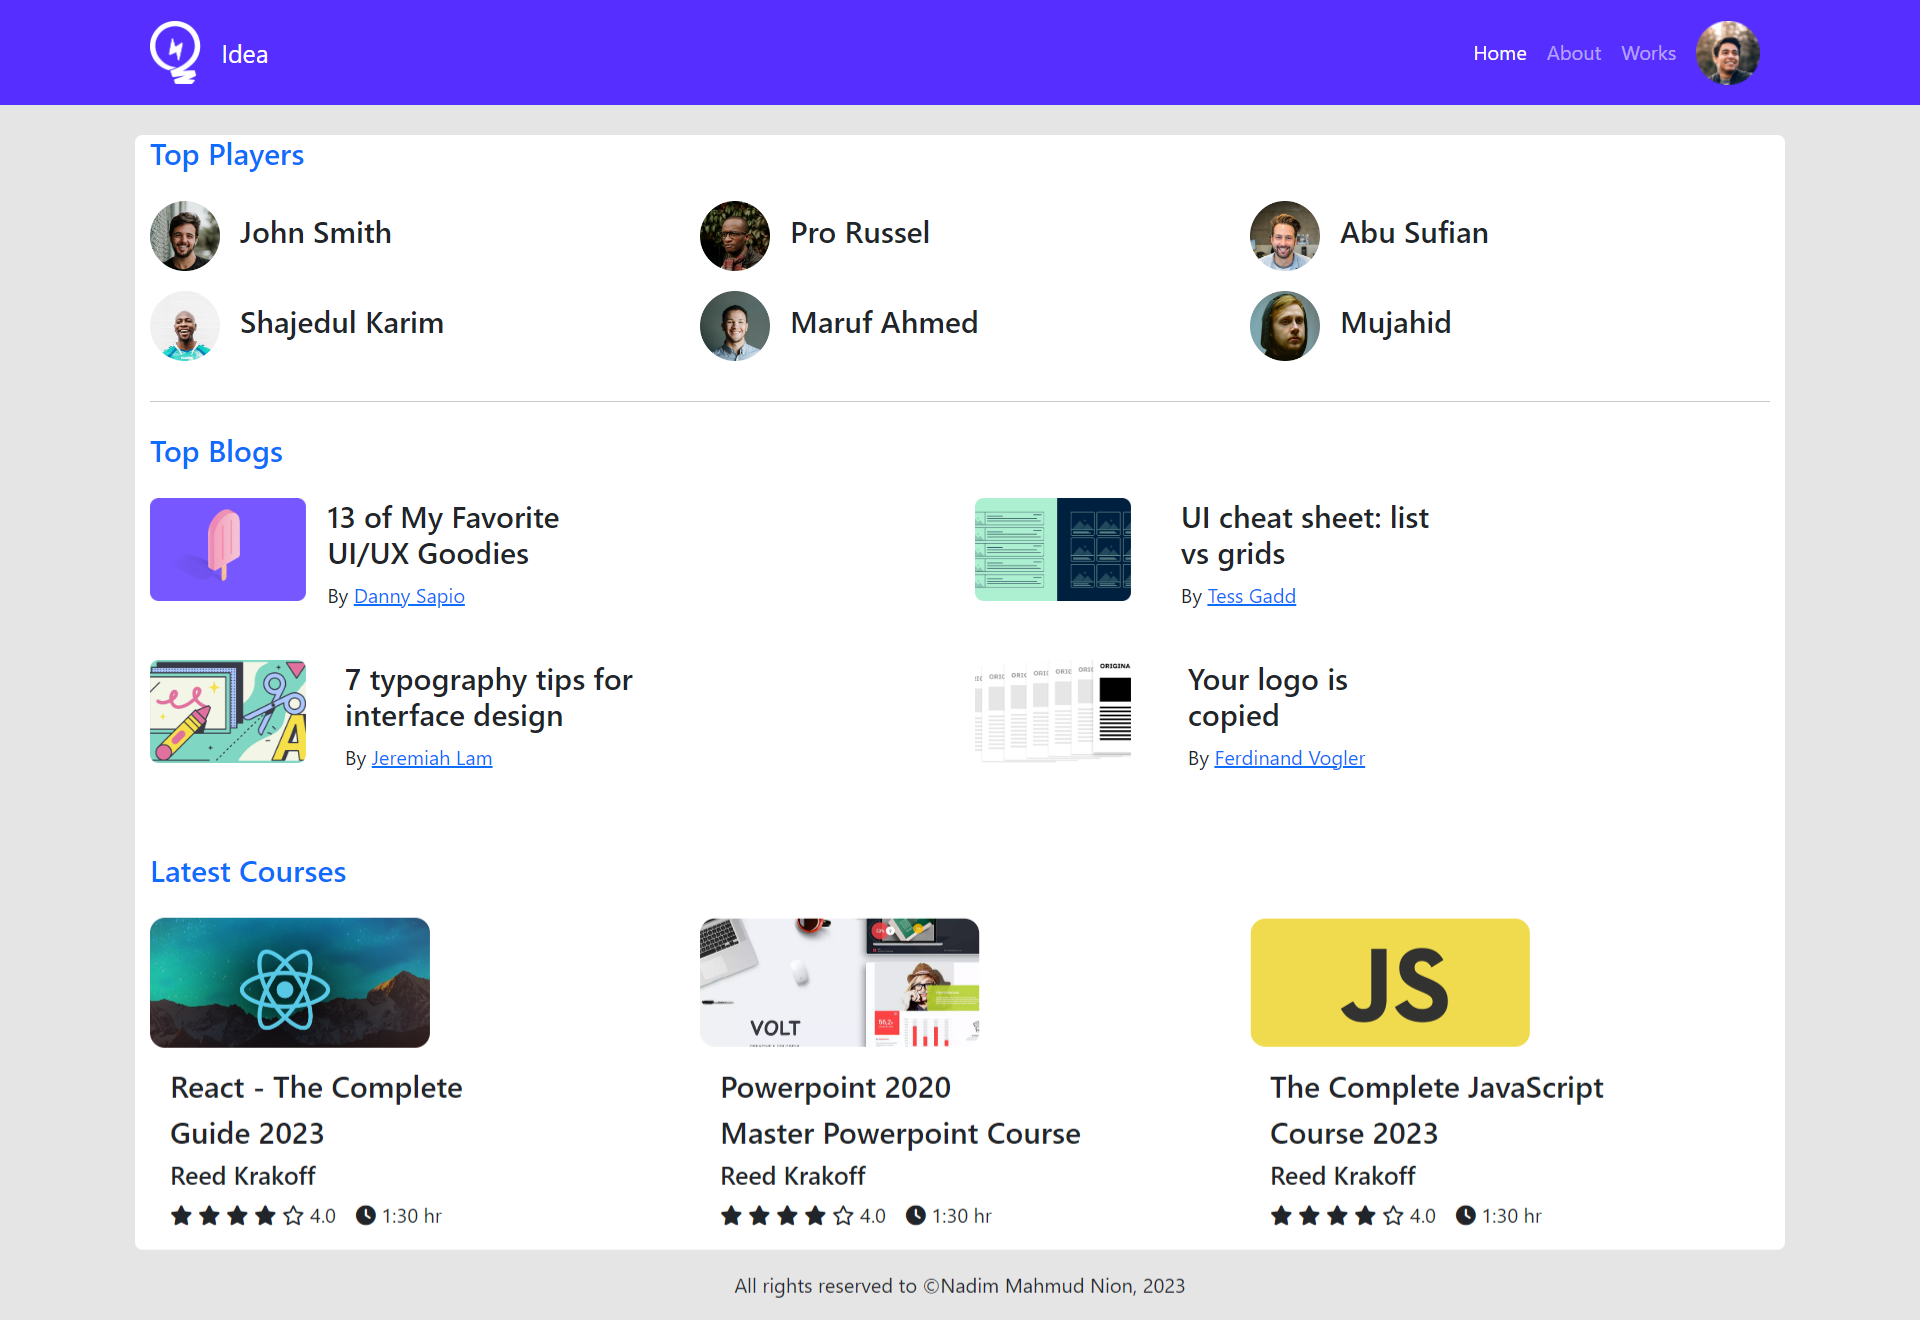 Idea
Home About Works
Top Players
John Smith
Pro Russel
Abu Sufian
Shajedul Karim
Maruf Ahmed
Mujahid
Top Blogs
13 of My Favorite
UI/UX Goodies
By Danny Sapio
UI cheat sheet: list
vs grids
By Tess Gadd
7 typography tips for
interface design
By Jeremiah Lam
ORIGINA
Your logo is
copied
By Ferdinand Vogler
Latest Courses
VOLT
JS
React - The Complete
Guide 2023
Reed Krakoff
4.0 1:30 hr
Powerpoint 2020
Master Powerpoint Course
Reed Krakoff
4.0 1:30 hr
The Complete JavaScript
Course 2023
Reed Krakoff
4.0 1:30 hr
All rights reserved to ©Nadim Mahmud Nion, 2023